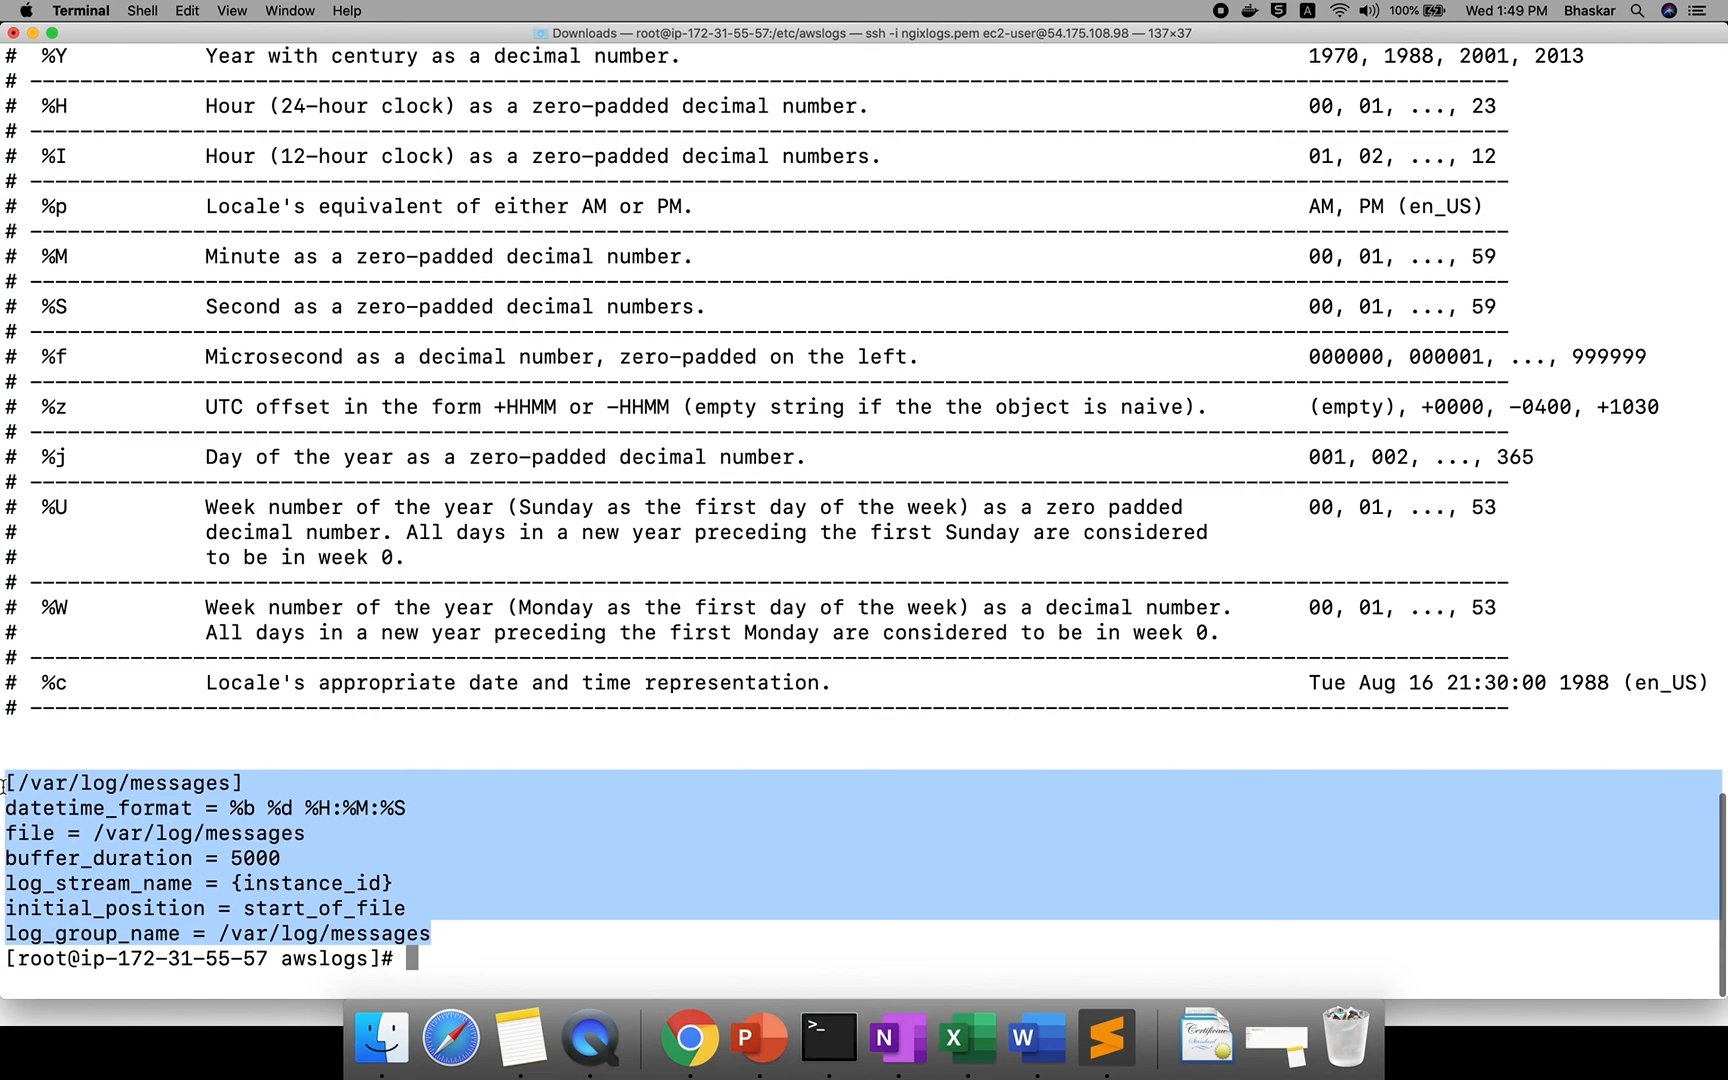 Terminal Shell Edit View Window Help 100% Wed 1:49 PM Bhaskar
Downloads — root@ip-172-31-55-57:/etc/awslogs — ssh -i ngixlogs.pem ec2-user@54.175.108.98 — 137×37
# %Y Year with century as a decimal number. 1970, 1988, 2001, 2013
# --------------------------------------------------------------------------------------------------------------------
# %H Hour (24-hour clock) as a zero-padded decimal number. 00, 01, ..., 23
# --------------------------------------------------------------------------------------------------------------------
# %I Hour (12-hour clock) as a zero-padded decimal numbers. 01, 02, ..., 12
# --------------------------------------------------------------------------------------------------------------------
# %p Locale's equivalent of either AM or PM. AM, PM (en_US)
# --------------------------------------------------------------------------------------------------------------------
# %M Minute as a zero-padded decimal number. 00, 01, ..., 59
# --------------------------------------------------------------------------------------------------------------------
# %S Second as a zero-padded decimal numbers. 00, 01, ..., 59
# --------------------------------------------------------------------------------------------------------------------
# %f Microsecond as a decimal number, zero-padded on the left. 000000, 000001, ..., 999999
# --------------------------------------------------------------------------------------------------------------------
# %z UTC offset in the form +HHMM or -HHMM (empty string if the the object is naive). (empty), +0000, -0400, +1030
# --------------------------------------------------------------------------------------------------------------------
# %j Day of the year as a zero-padded decimal number. 001, 002, ..., 365
# --------------------------------------------------------------------------------------------------------------------
# %U Week number of the year (Sunday as the first day of the week) as a zero padded 00, 01, ..., 53
# decimal number. All days in a new year preceding the first Sunday are considered
# to be in week 0.
# --------------------------------------------------------------------------------------------------------------------
# %W Week number of the year (Monday as the first day of the week) as a decimal number. 00, 01, ..., 53
# All days in a new year preceding the first Monday are considered to be in week 0.
# --------------------------------------------------------------------------------------------------------------------
# %c Locale's appropriate date and time representation. Tue Aug 16 21:30:00 1988 (en_US)
# --------------------------------------------------------------------------------------------------------------------
[/var/log/messages]
datetime_format = %b %d %H:%M:%S
file = /var/log/messages
buffer_duration = 5000
log_stream_name = {instance_id}
initial_position = start_of_file
log_group_name = /var/log/messages
[root@ip-172-31-55-57 awslogs]#